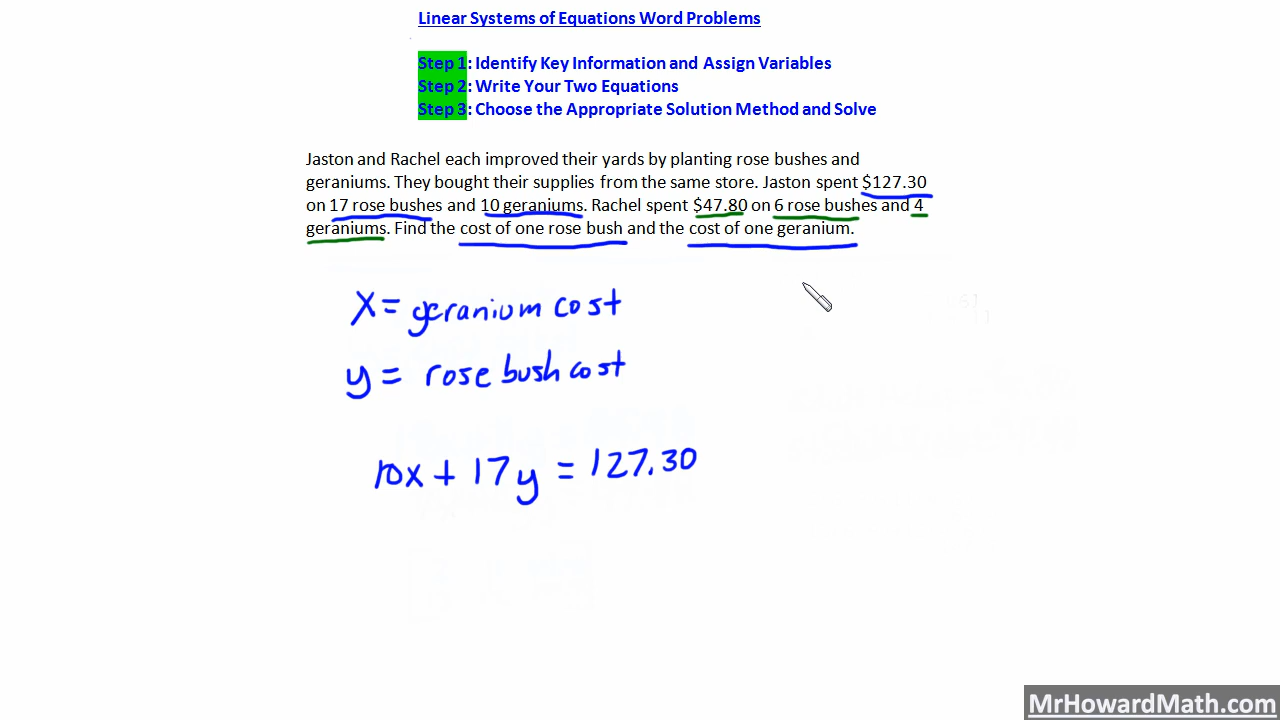 Linear Systems of Equations Word Problems
Step 1: Identify Key Information and Assign Variables
Step 2: Write Your Two Equations
Step 3: Choose the Appropriate Solution Method and Solve
Jaston and Rachel each improved their yards by planting rose bushes and
geraniums. They bought their supplies from the same store. Jaston spent $127.30
on 17 rose bushes and 10 geraniums. Rachel spent $47.80 on 6 rose bushes and 4
geraniums. Find the cost of one rose bush and the cost of one geranium.
x = geranium cost
y = rose bush cost
10x + 17y = 127.30
MrHowardMath.com